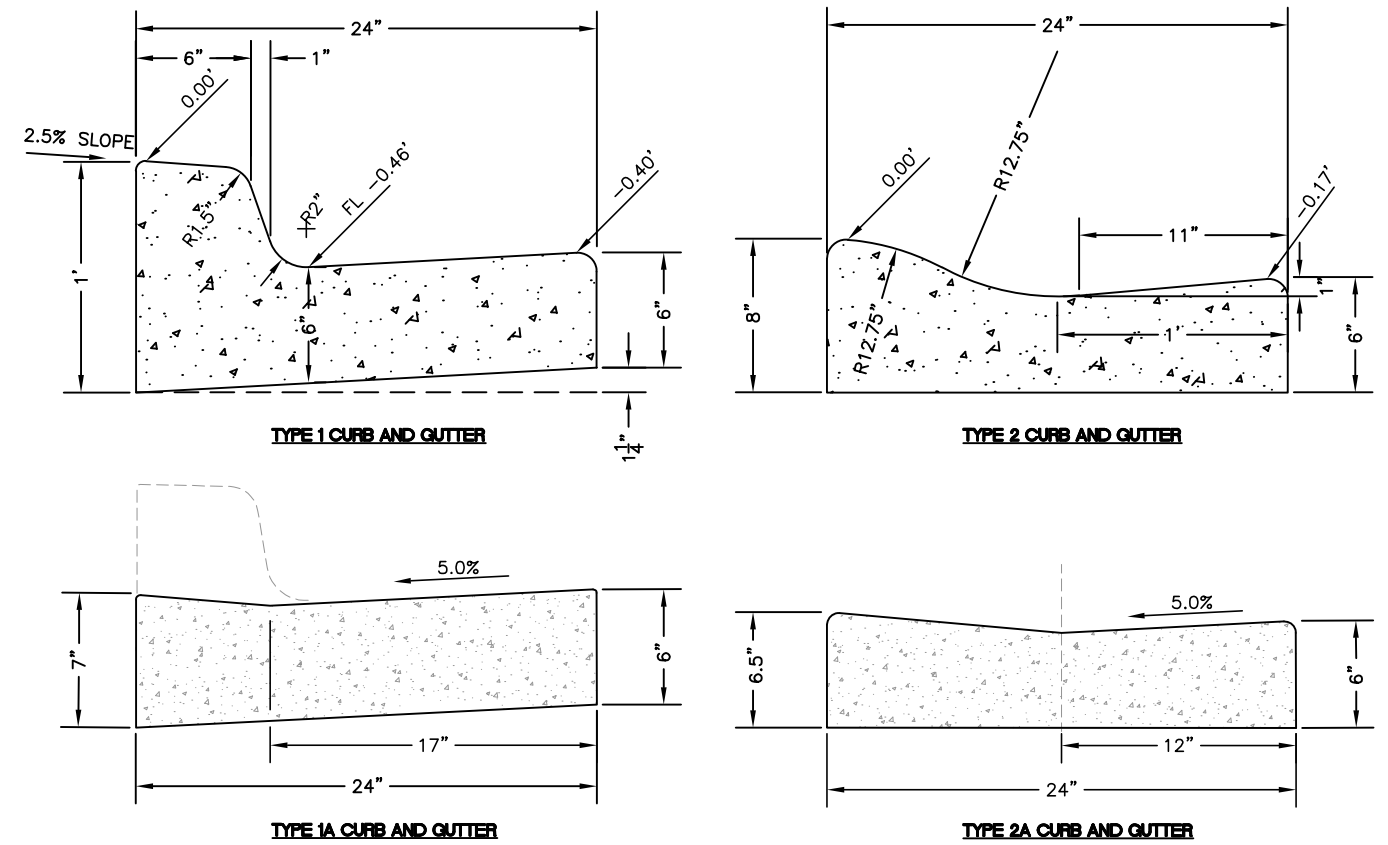 24"
6"
1"
0.00'
2.5% SLOPE
R1.5"
R2"
FL -0.46'
-0.40'
1'
6"
6"
1 1/4"
TYPE 1 CURB AND GUTTER
24"
R12.75"
0.00'
-0.17'
11"
1"
8"
R12.75"
1'
6"
TYPE 2 CURB AND GUTTER
5.0%
7"
6"
17"
24"
TYPE 1A CURB AND GUTTER
5.0%
6.5"
6"
12"
24"
TYPE 2A CURB AND GUTTER